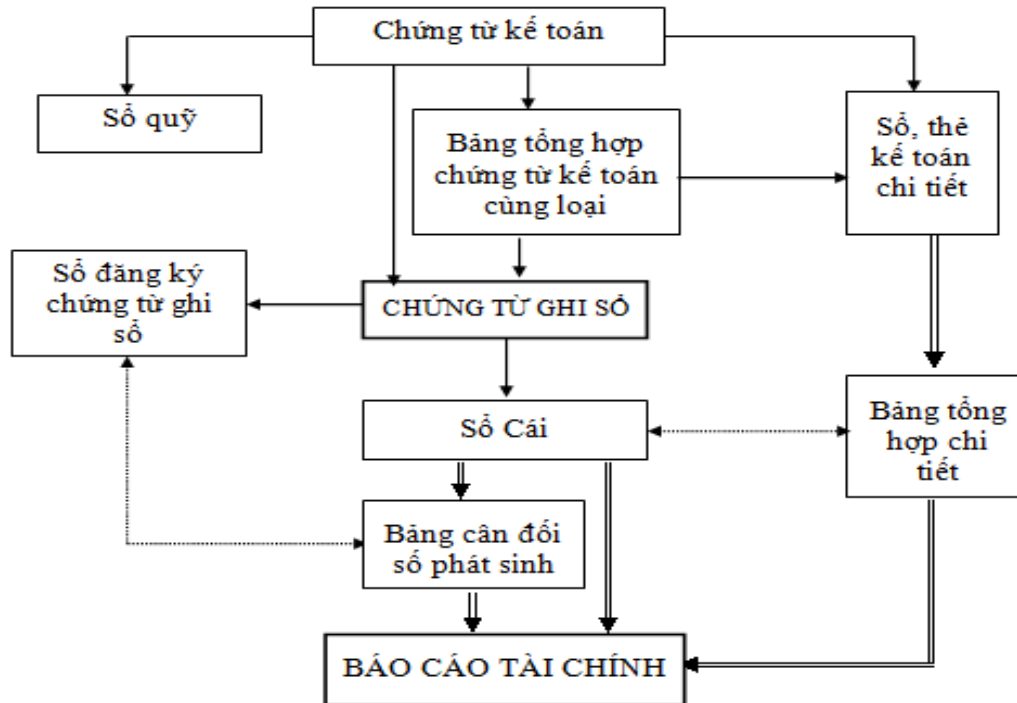 Chứng từ kế toán
Sổ quỹ
Bảng tổng hợp
chứng từ kế toán
cùng loại
Sổ, thẻ
kế toán
chi tiết
Sổ đăng ký
chứng từ ghi
sổ
CHỨNG TỪ GHI SỔ
Sổ Cái
Bảng tổng
hợp chi
tiết
Bảng cân đối
số phát sinh
BÁO CÁO TÀI CHÍNH